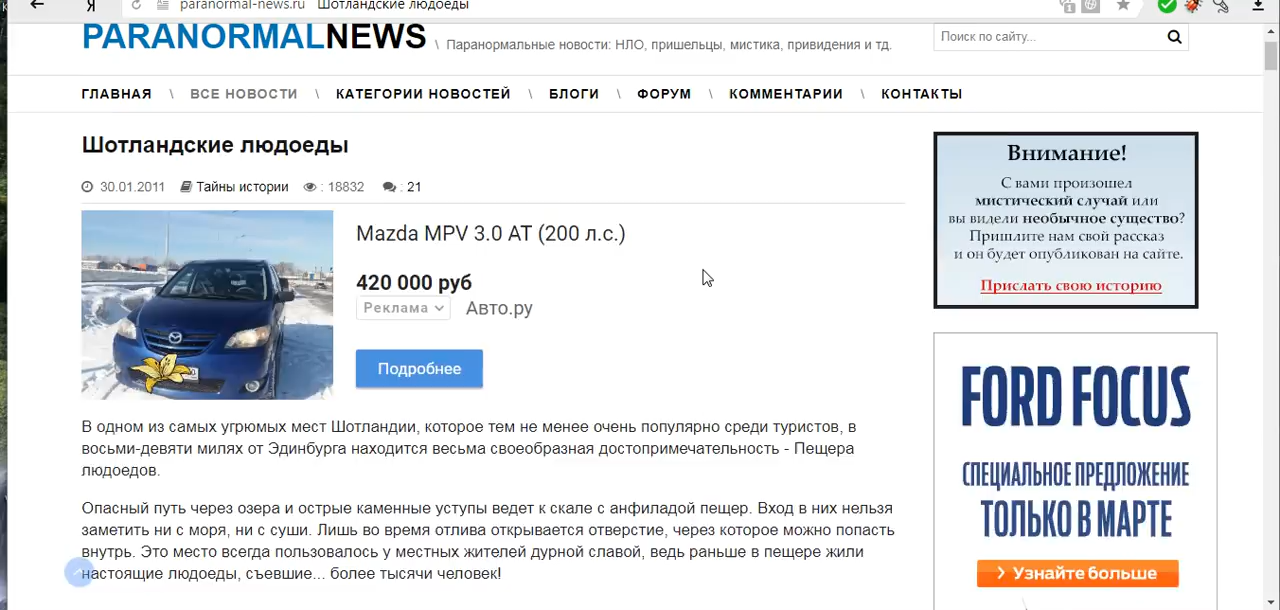 paranormal-news.ru Шотландские людоеды
PARANORMALNEWS \ Паранормальные новости: НЛО, пришельцы, мистика, привидения и тд.
Поиск по сайту...
ГЛАВНАЯ \ ВСЕ НОВОСТИ \ КАТЕГОРИИ НОВОСТЕЙ \ БЛОГИ \ ФОРУМ \ КОММЕНТАРИИ \ КОНТАКТЫ
Шотландские людоеды
30.01.2011 Тайны истории : 18832 : 21
Mazda MPV 3.0 AT (200 л.с.)
420 000 руб
Реклама Авто.ру
Подробнее
В одном из самых угрюмых мест Шотландии, которое тем не менее очень популярно среди туристов, в
восьми-девяти милях от Эдинбурга находится весьма своеобразная достопримечательность - Пещера
людоедов.
Опасный путь через озера и острые каменные уступы ведет к скале с анфиладой пещер. Вход в них нельзя
заметить ни с моря, ни с суши. Лишь во время отлива открывается отверстие, через которое можно попасть
внутрь. Это место всегда пользовалось у местных жителей дурной славой, ведь раньше в пещере жили
настоящие людоеды, съевшие... более тысячи человек!
Внимание!
С вами произошел
мистический случай или
вы видели необычное существо?
Пришлите нам свой рассказ
и он будет опубликован на сайте.
Прислать свою историю
FORD FOCUS
СПЕЦИАЛЬНОЕ ПРЕДЛОЖЕНИЕ
ТОЛЬКО В МАРТЕ
Узнайте больше